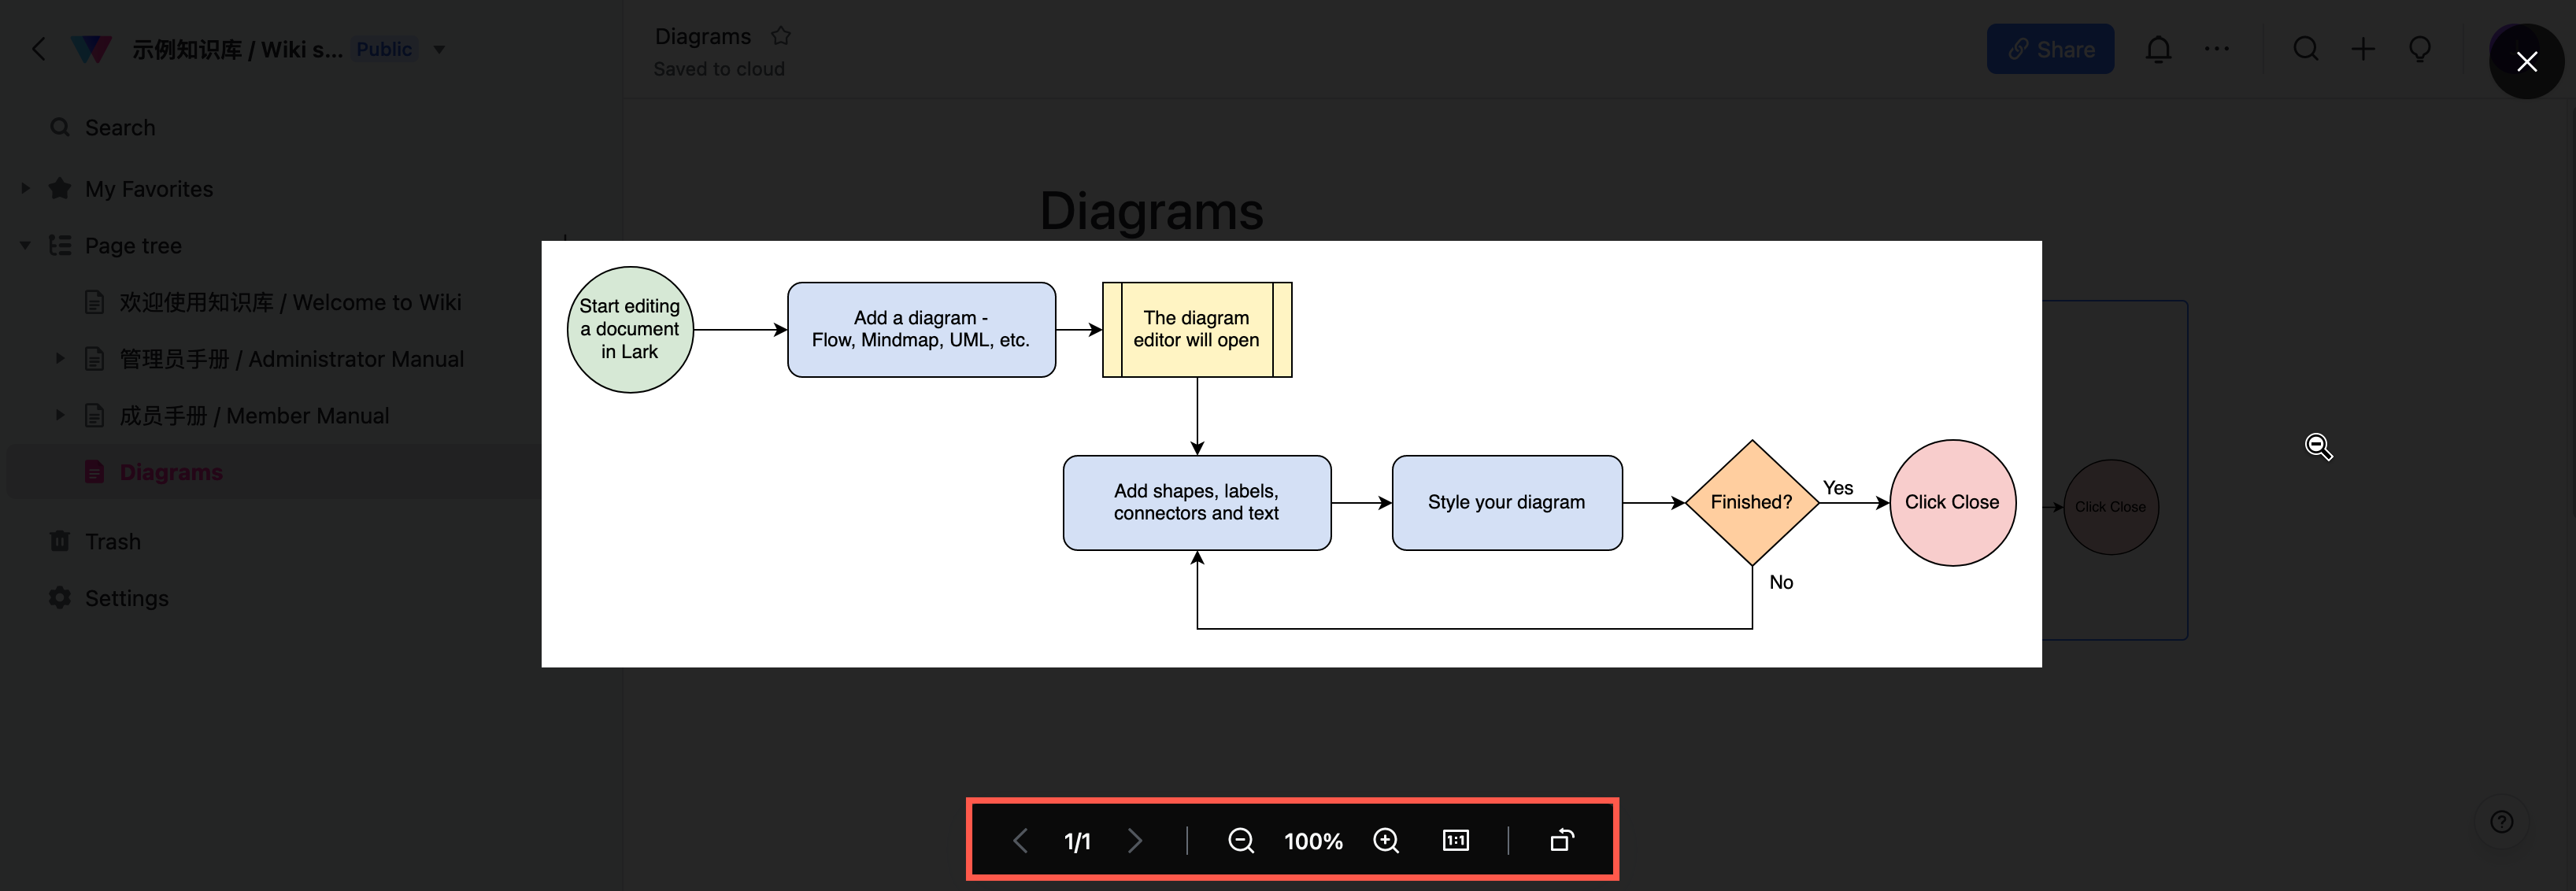 示例知识库 / Wiki s...
Public
Diagrams
Saved to cloud
Share
Search
My Favorites
Page tree
欢迎使用知识库 / Welcome to Wiki
管理员手册 / Administrator Manual
成员手册 / Member Manual
Diagrams
Trash
Settings
Diagrams
Start editing
a document
in Lark
Add a diagram -
Flow, Mindmap, UML, etc.
The diagram
editor will open
Add shapes, labels,
connectors and text
Style your diagram
Finished?
Yes
Click Close
No
Click Close
1/1
100%
1:1